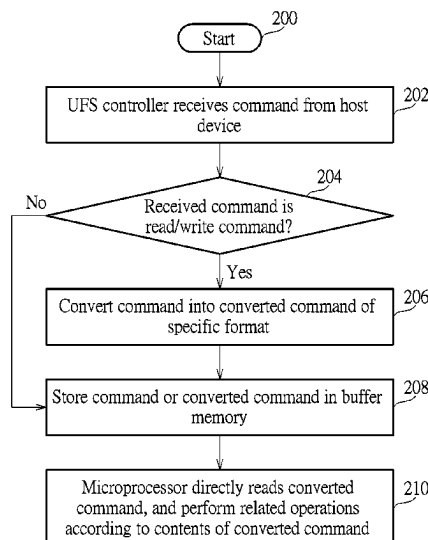 200
Start
UFS controller receives command from host
device
202
204
No
Received command is
read/write command?
Yes
Convert command into converted command of
specific format
206
Store command or converted command in buffer
memory
208
Microprocessor directly reads converted
command, and perform related operations
according to contents of converted command
210